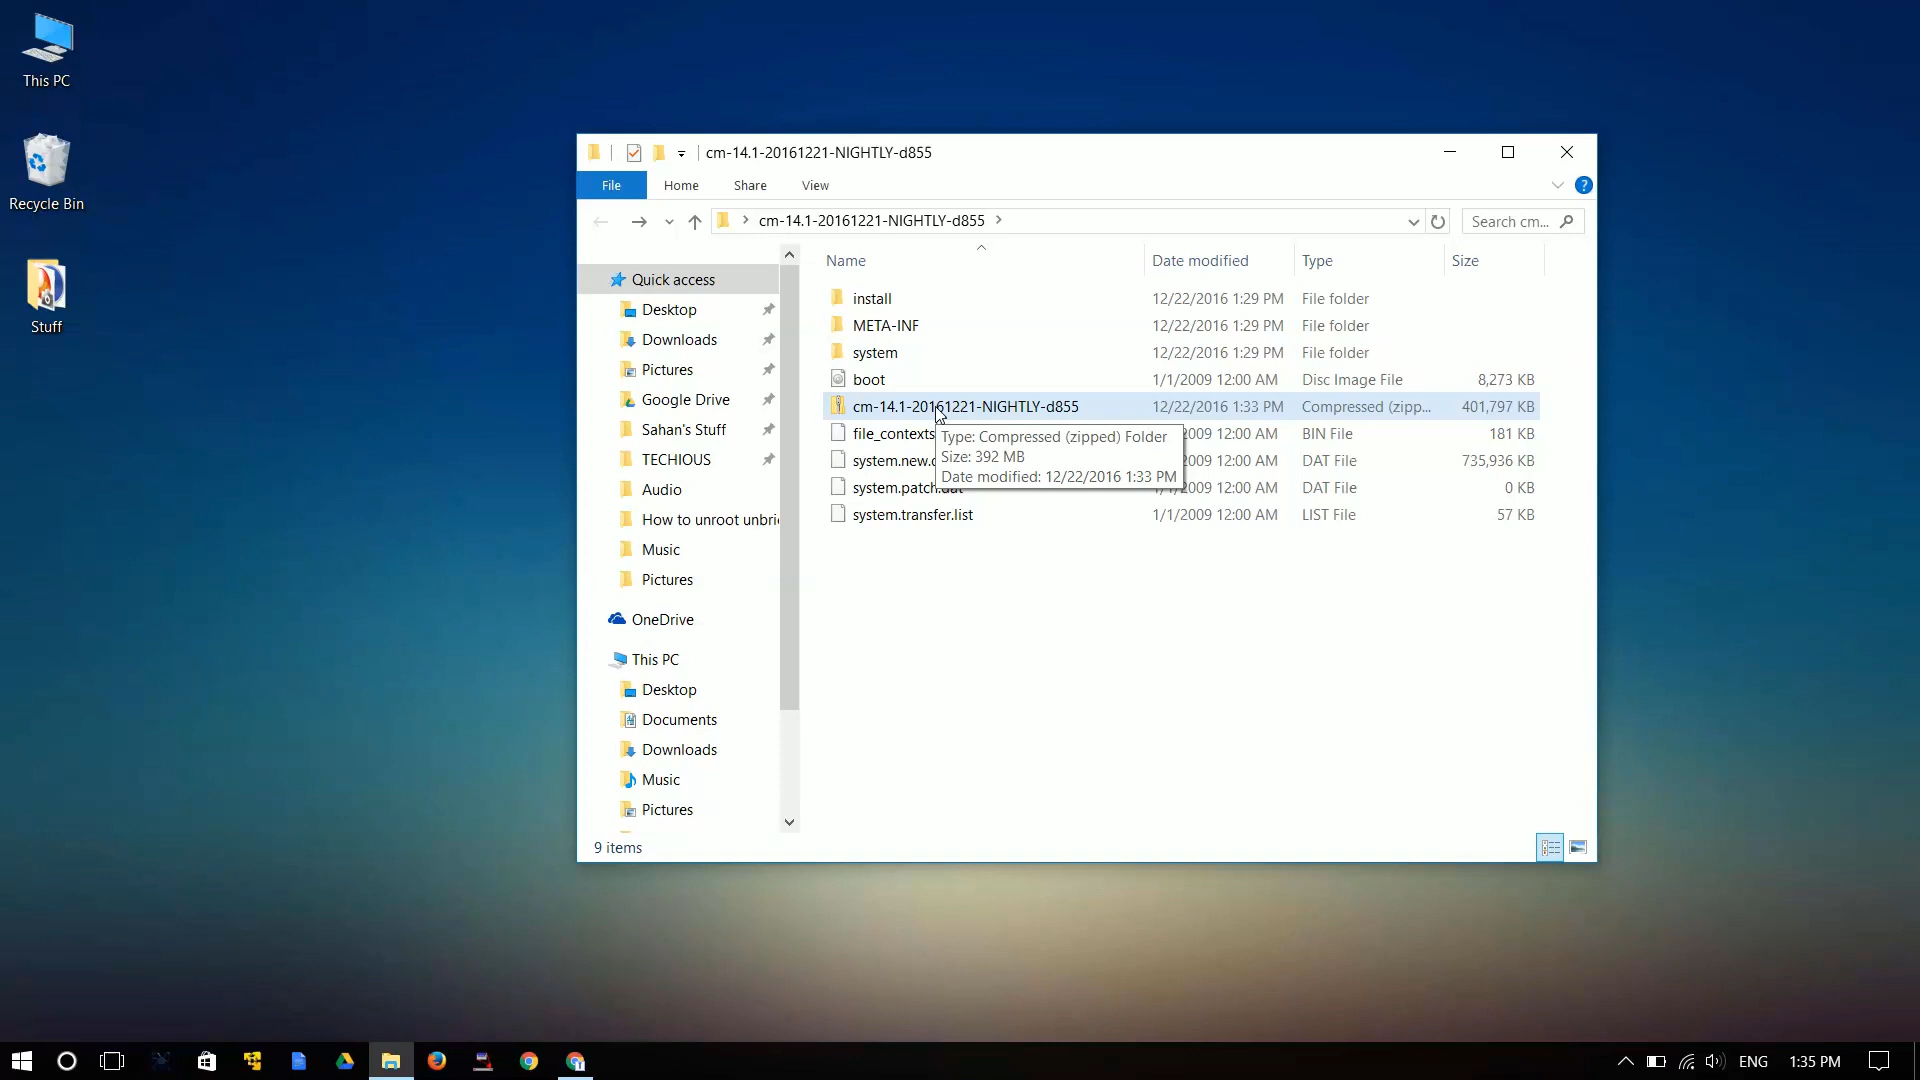 This PC
Recycle Bin
Stuff
cm-14.1-20161221-NIGHTLY-d855
File Home Share View
cm-14.1-20161221-NIGHTLY-d855
Search cm...
Quick access
Desktop
Downloads
Pictures
Google Drive
Sahan's Stuff
TECHIOUS
Audio
How to unroot
Music
Pictures
OneDrive
This PC
Desktop
Documents
Downloads
Music
Pictures
Name Date modified Type Size
install 12/22/2016 1:29 PM File folder
META-INF 12/22/2016 1:29 PM File folder
system 12/22/2016 1:29 PM File folder
boot 1/1/2009 12:00 AM Disc Image File 8,273 KB
cm-14.1-20161221-NIGHTLY-d855 12/22/2016 1:33 PM Compressed (zipp... 401,797 KB
file_contexts 12:00 AM BIN File 181 KB
system.new. 12:00 AM DAT File 735,936 KB
system.patch.dat 12:00 AM DAT File 0 KB
system.transfer.list 1/1/2009 12:00 AM LIST File 57 KB
Type: Compressed (zipped) Folder
Size: 392 MB
Date modified: 12/22/2016 1:33 PM
9 items
ENG 1:35 PM